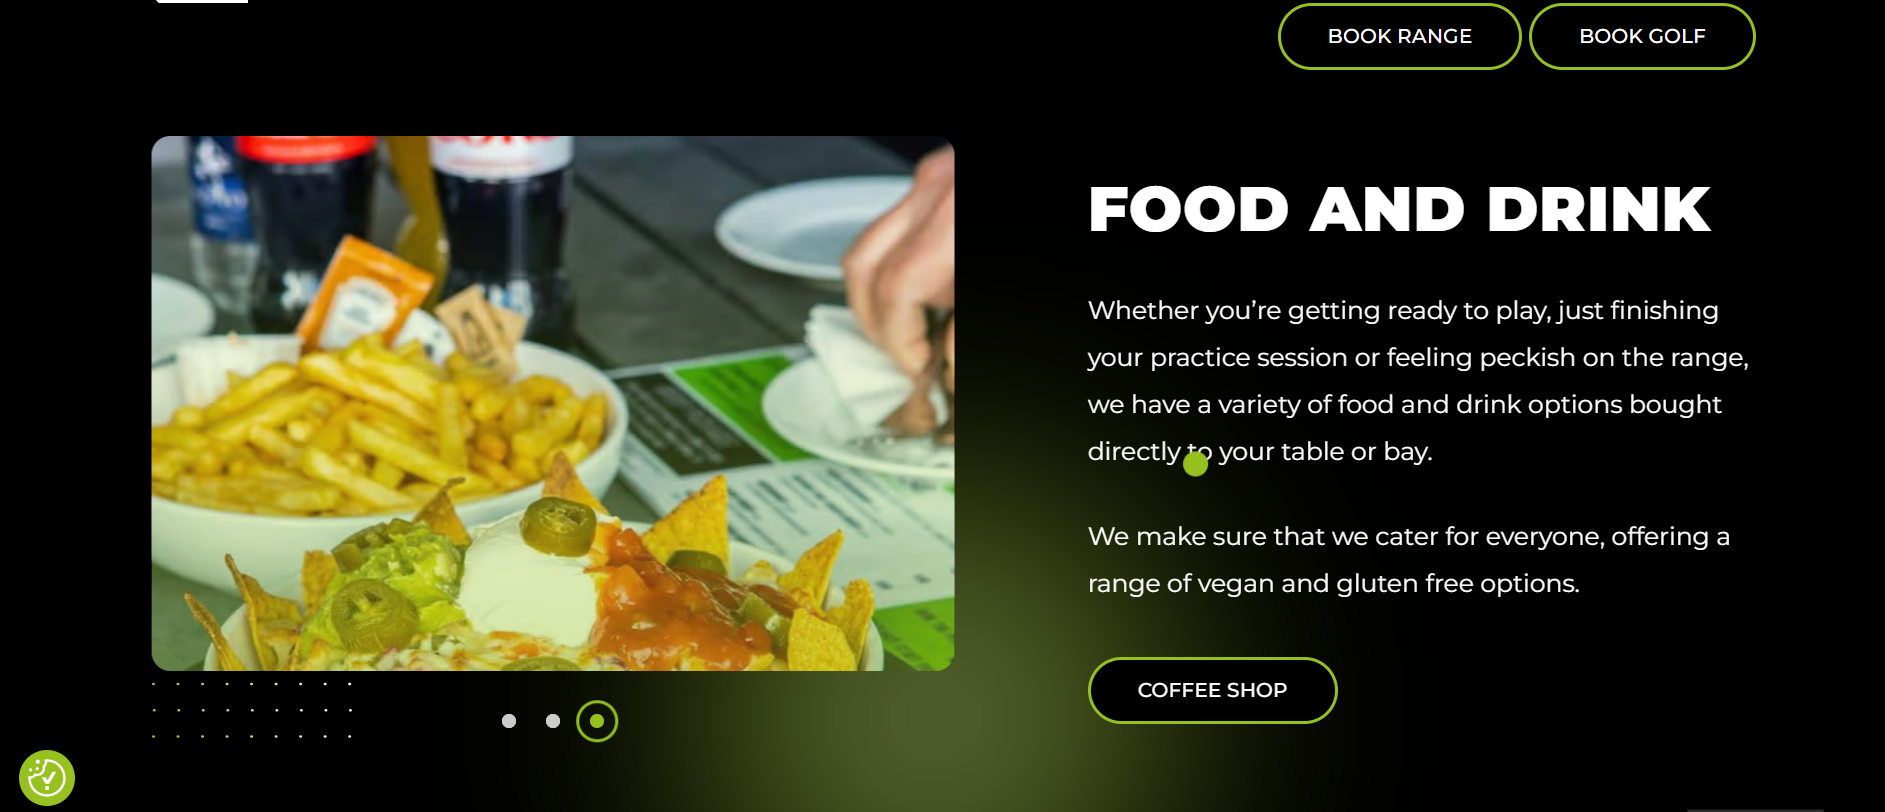 BOOK RANGE
BOOK GOLF
FOOD AND DRINK
Whether you’re getting ready to play, just finishing
your practice session or feeling peckish on the range,
we have a variety of food and drink options bought
directly to your table or bay.
We make sure that we cater for everyone, offering a
range of vegan and gluten free options.
COFFEE SHOP